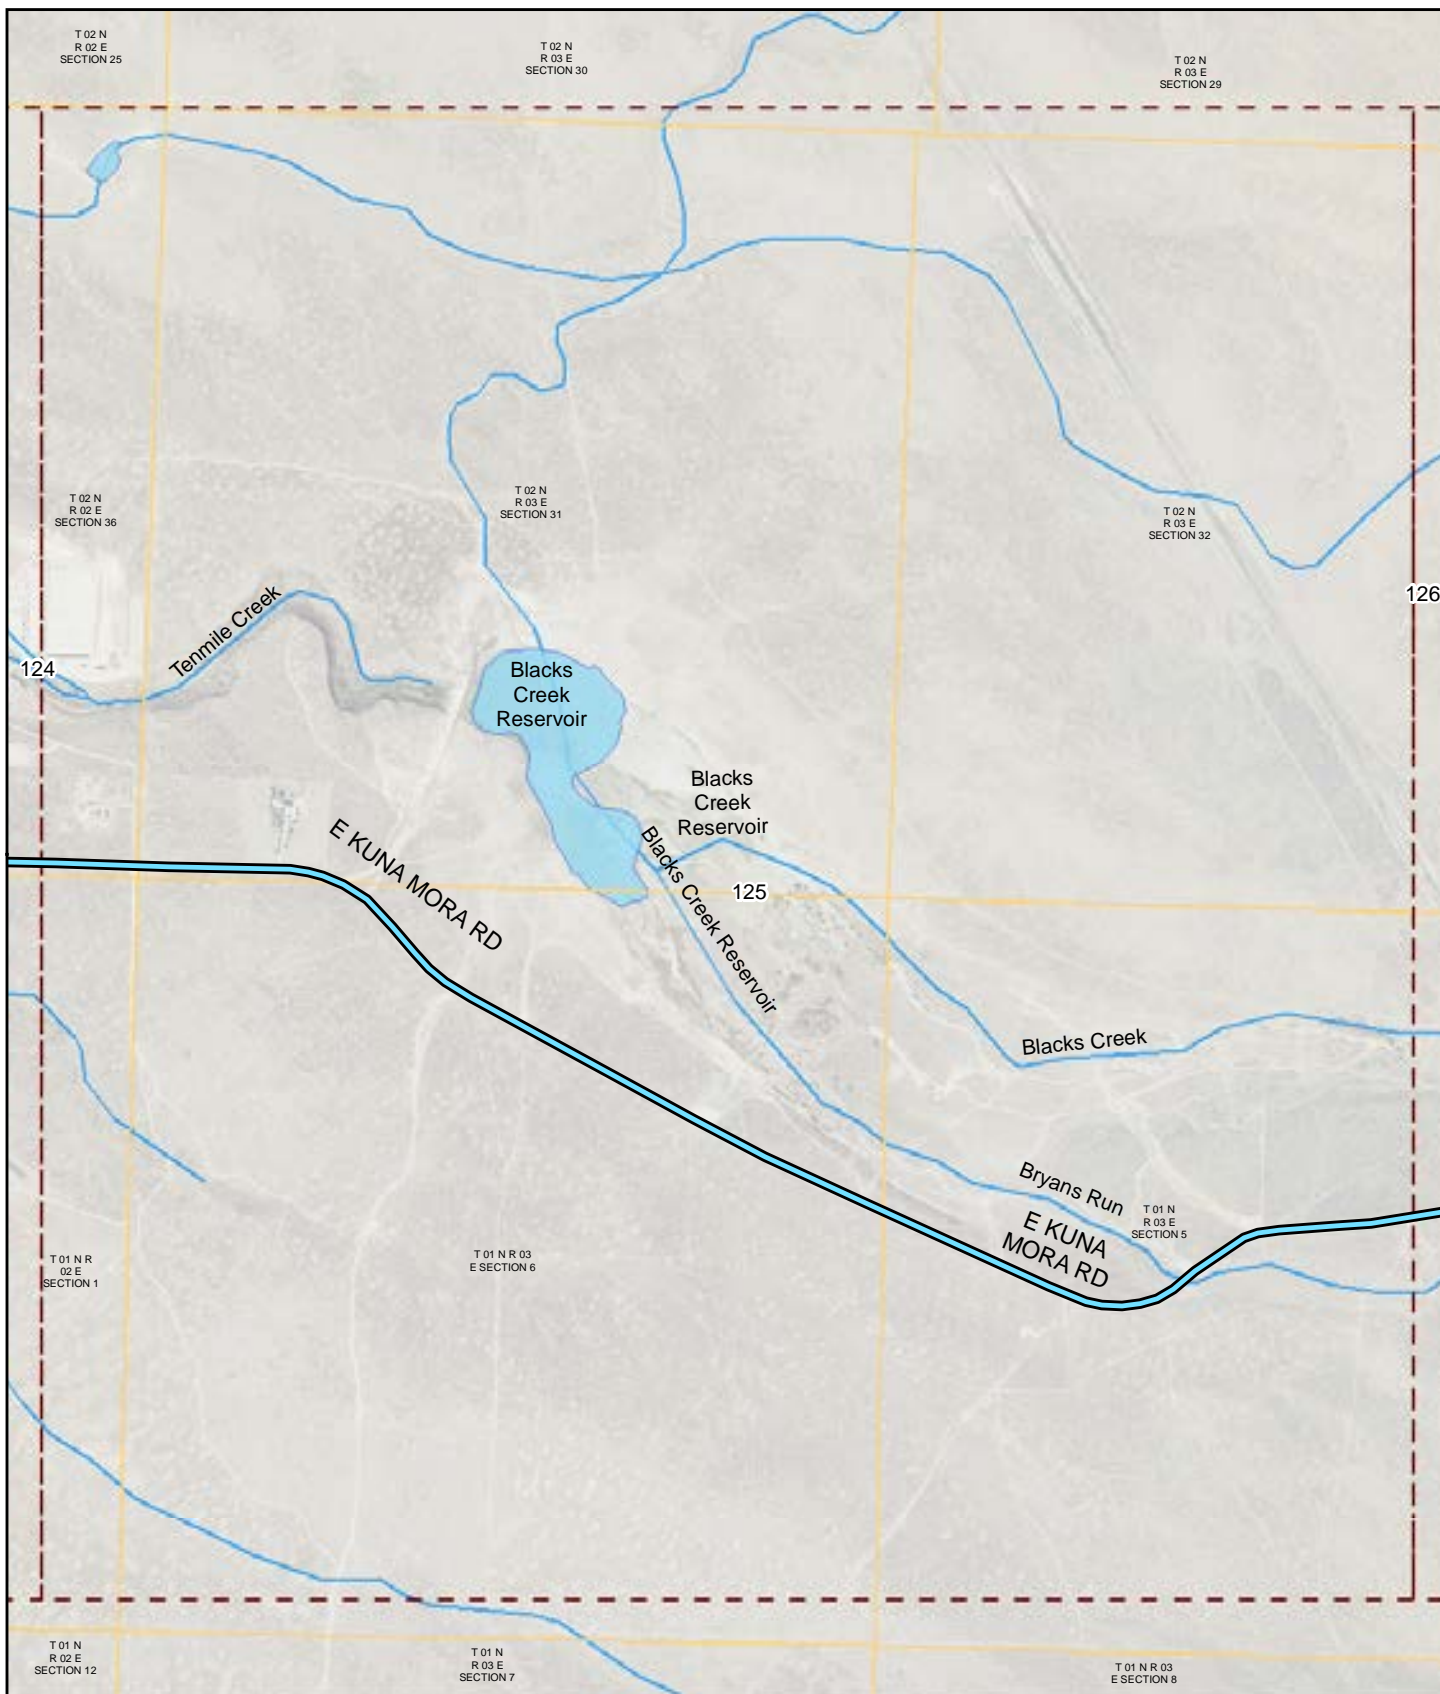 T 02 N
R 02 E
SECTION 25
T 02 N
R 03 E
SECTION 30
T 02 N
R 03 E
SECTION 29
T 02 N
R 02 E
SECTION 36
T 02 N
R 03 E
SECTION 31
T 02 N
R 03 E
SECTION 32
126
Tenmile Creek
124
Blacks
Creek
Reservoir
Blacks
Creek
Reservoir
E KUNA MORA RD
Blacks Creek Reservoir
125
Blacks Creek
Bryans Run
E KUNA
MORA RD
T 01 N
R 03 E
SECTION 5
T 01 N R
02 E
SECTION 1
T 01 N R 03
E SECTION 6
T 01 N
R 02 E
SECTION 12
T 01 N
R 03 E
SECTION 7
T 01 N R 03
E SECTION 8